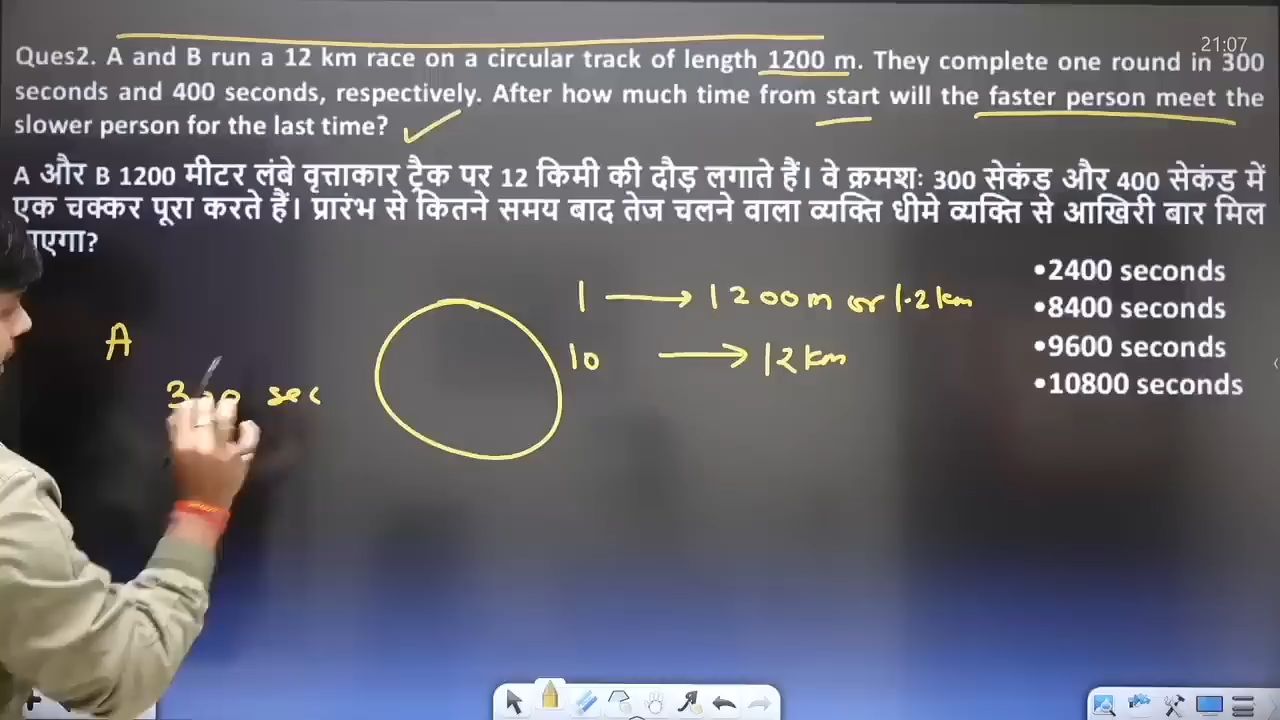 21:07
Ques2. A and B run a 12 km race on a circular track of length 1200 m. They complete one round in 300
seconds and 400 seconds, respectively. After how much time from start will the faster person meet the
slower person for the last time?
A और B 1200 मीटर लंबे वृत्ताकार ट्रैक पर 12 किमी की दौड़ लगाते हैं। वे क्रमशः 300 सेकंड और 400 सेकंड में
एक चक्कर पूरा करते हैं। प्रारंभ से कितने समय बाद तेज चलने वाला व्यक्ति धीमे व्यक्ति से आखिरी बार मिल
•2400 seconds
•8400 seconds
•9600 seconds
•10800 seconds
1 → 1200m or 1.2km
10 → 12km
A
sec